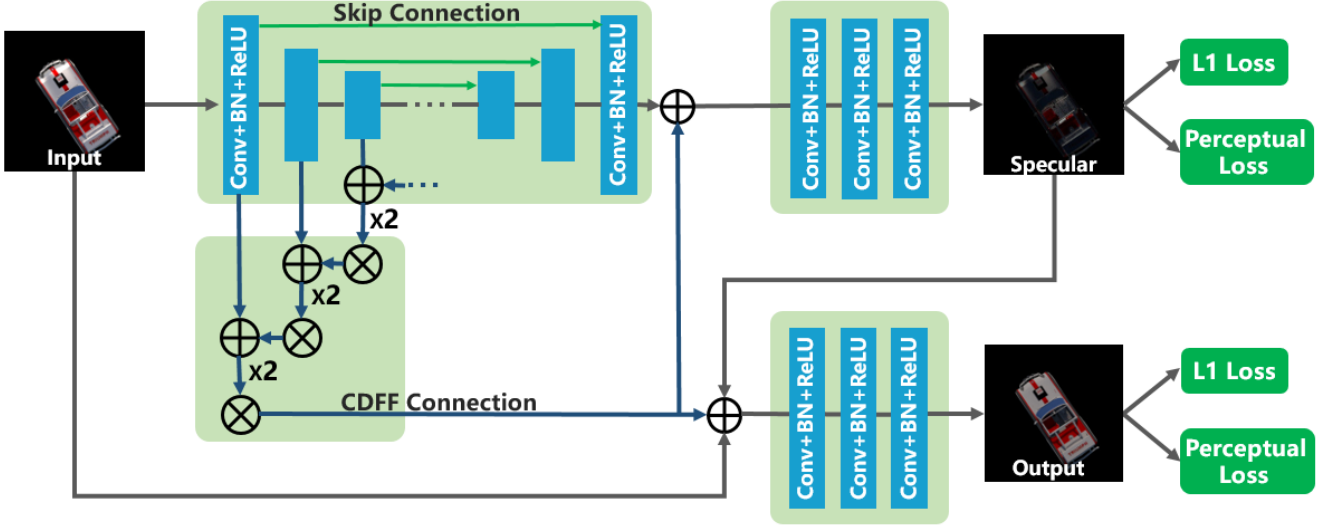 Skip Connection
Input
Conv+BN+ReLU
Conv+BN+ReLU
Conv+BN+ReLU
Conv+BN+ReLU
Conv+BN+ReLU
Specular
L1 Loss
Perceptual
Loss
X2
X2
X2
CDFF Connection
Conv+BN+ReLU
Conv+BN+ReLU
Conv+BN+ReLU
Output
L1 Loss
Perceptual
Loss